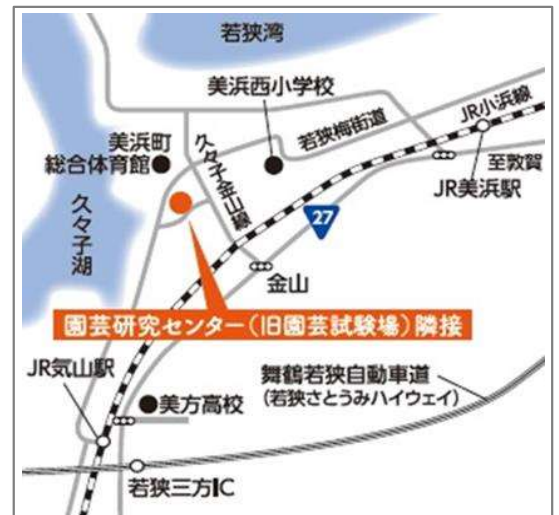 若狭湾
美浜西小学校
JR小浜線
若狭梅街道
美浜町
総合体育館
久々子金山線
至敦賀
JR美浜駅
久々子湖
27
金山
園芸研究センター(旧園芸試験場)隣接
JR気山駅
舞鶴若狭自動車道
(若狭さとうみハイウェイ)
美方高校
若狭三方IC